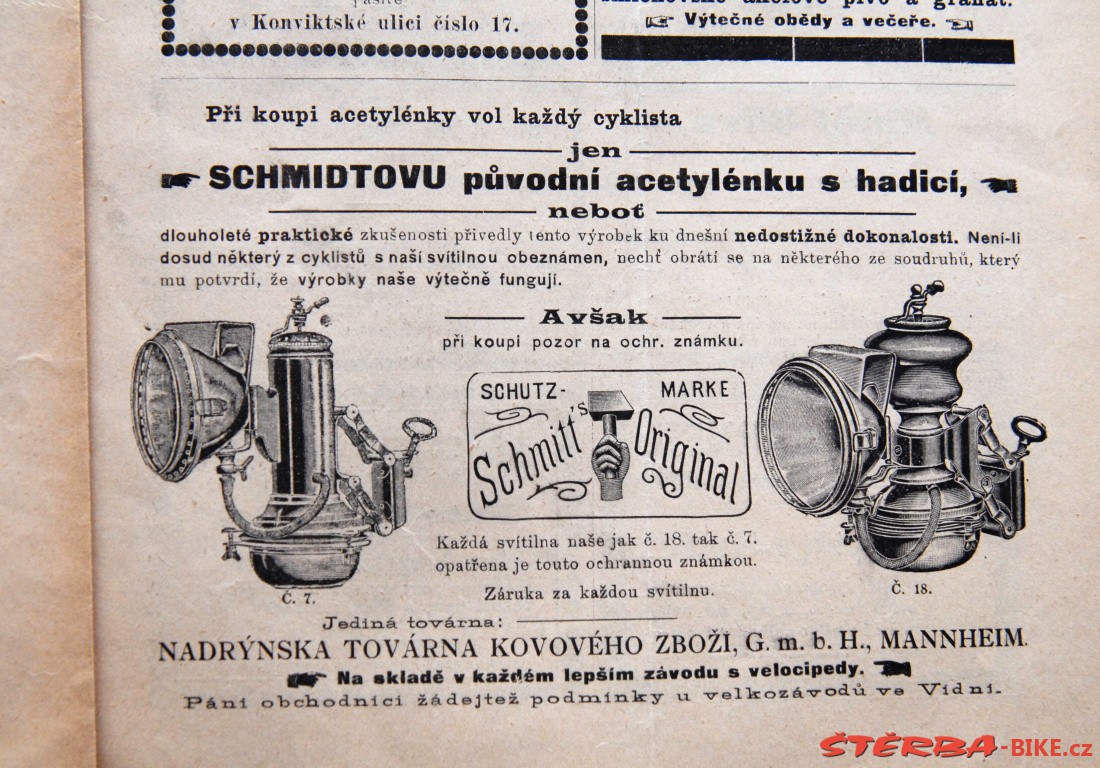 v Konviktské ulici číslo 17.
Výtečné obědy a večeře.
Při koupi acetylénky vol každý cyklista
jen
SCHMIDTOVU původní acetylénku s hadicí,
neboť
dlouholeté praktické zkušenosti přivedly tento výrobek ku dnešní nedostižné dokonalosti. Není-li
dosud některý z cyklistů s naší svítilnou obeznámen, nechť obrátí se na některého ze soudruhů, který
mu potvrdí, že výrobky naše výtečně fungují.
Avšak
při koupi pozor na ochr. známku.
SCHUTZ-MARKE
Schmitt's Original
Každá svítilna naše jak č. 18. tak č. 7.
opatřena je touto ochrannou známkou.
Záruka za každou svítilnu.
Č. 7.
Č. 18.
Jediná továrna:
NADRÝNSKA TOVÁRNA KOVOVÉHO ZBOŽÍ, G. m. b. H., MANNHEIM.
Na skladě v každém lepším závodu s velocipedy.
Páni obchodníci žádejtež podmínky u velkozávodů ve Vídni.
ŠTĚRBA-BIKE.cz